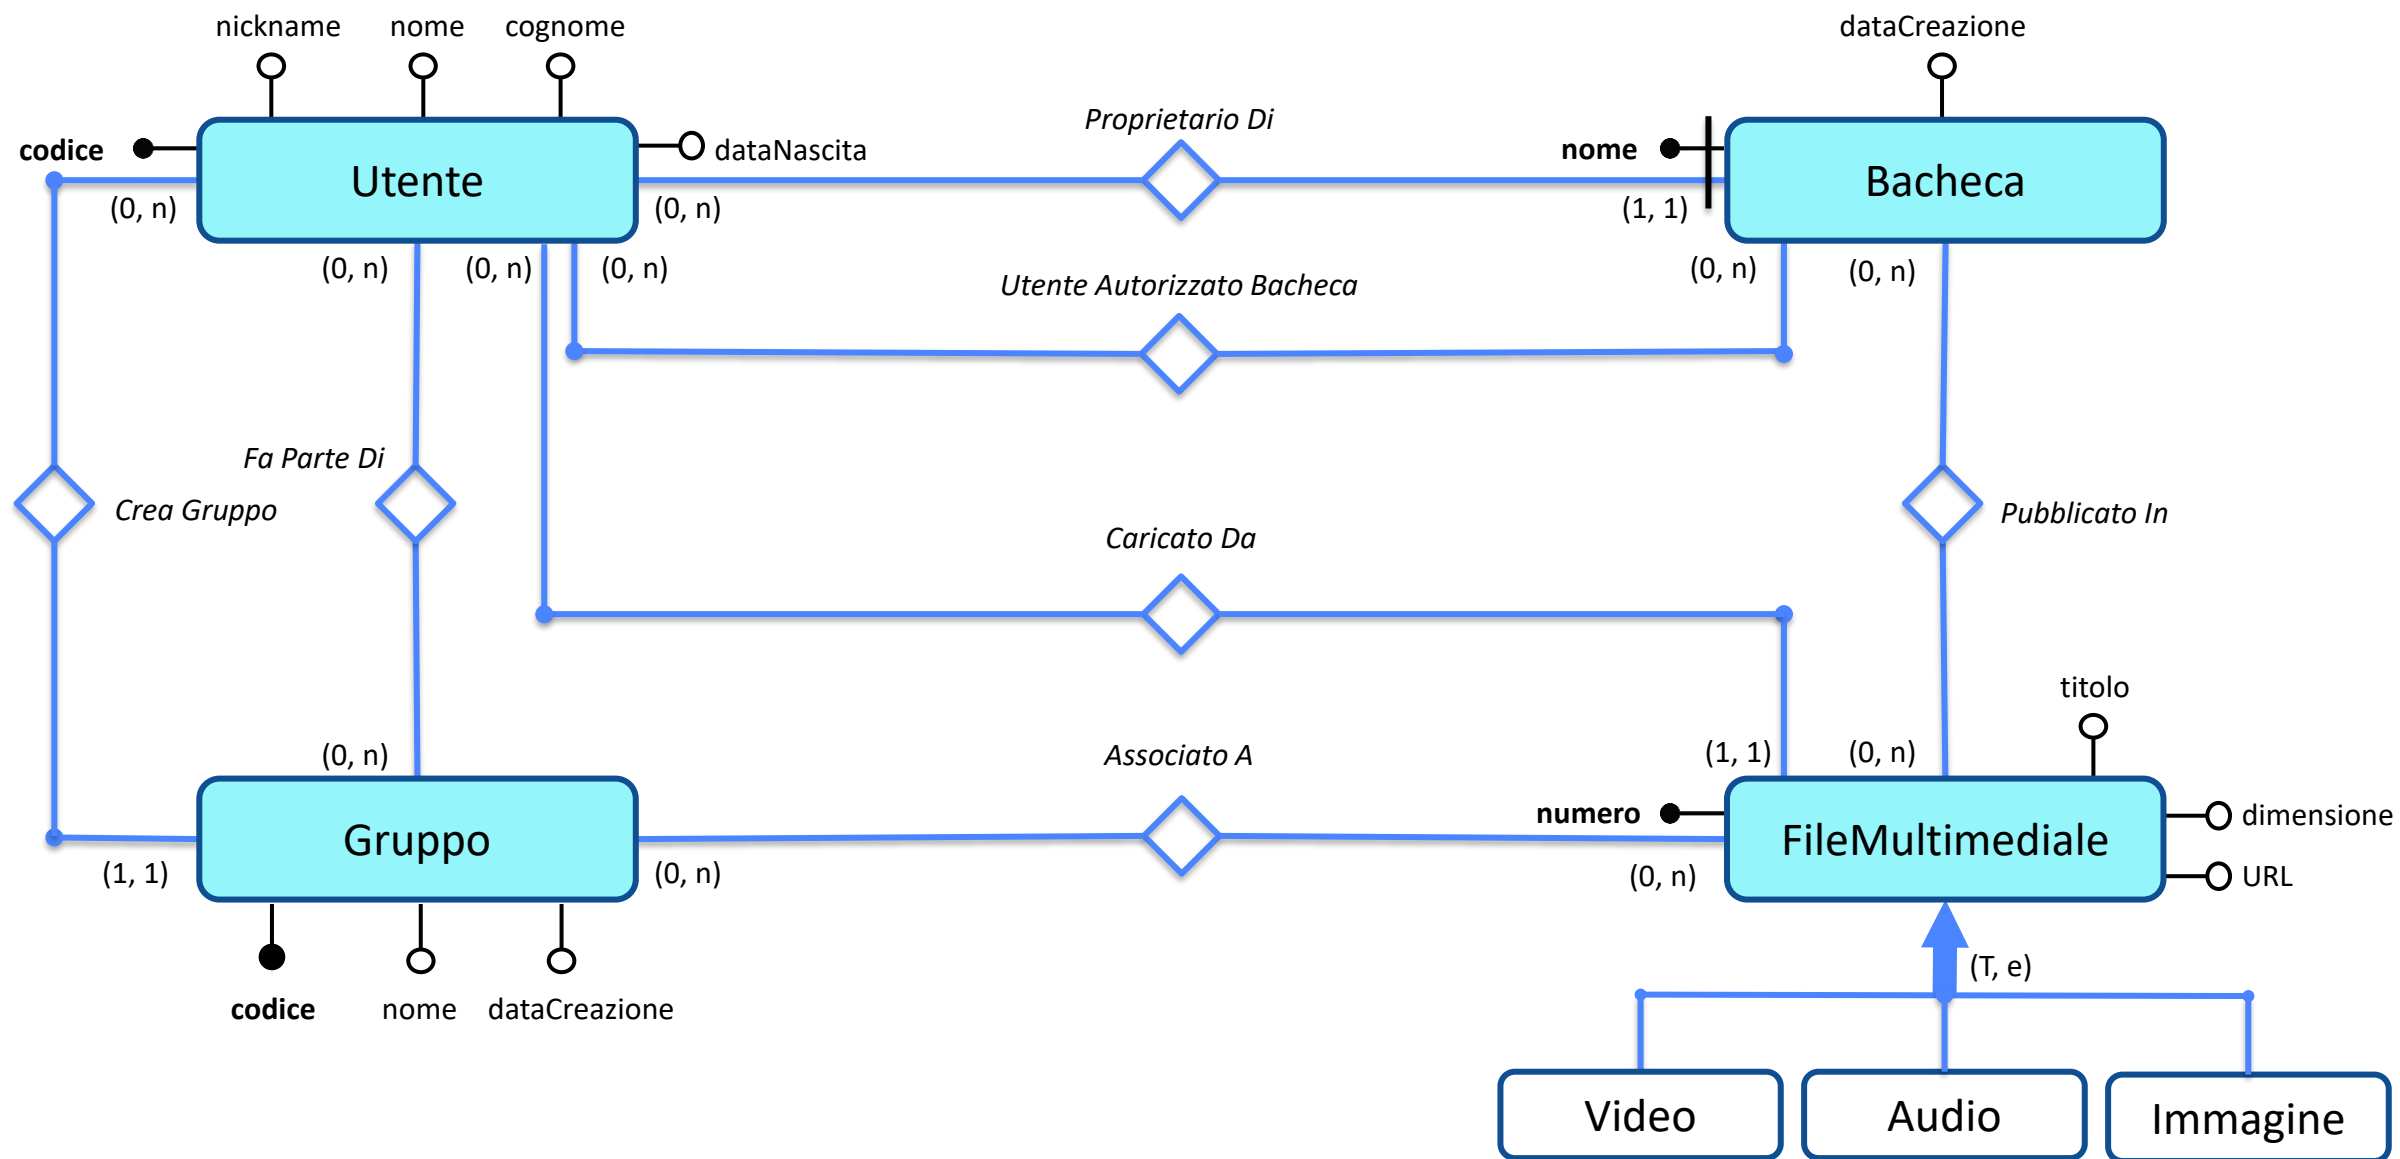 nickname nome cognome dataCreazione
Proprietario Di
codice Utente dataNascita nome Bacheca
(0, n) (0, n) (1, 1)
(0, n) (0, n) (0, n) (0, n) (0, n)
Utente Autorizzato Bacheca
Fa Parte Di
Crea Gruppo Pubblicato In
Caricato Da
titolo
(0, n) Associato A (1, 1) (0, n)
numero dimensione
Gruppo FileMultimediale
(1, 1) (0, n) (0, n) URL
(T, e)
codice nome dataCreazione
Video Audio Immagine